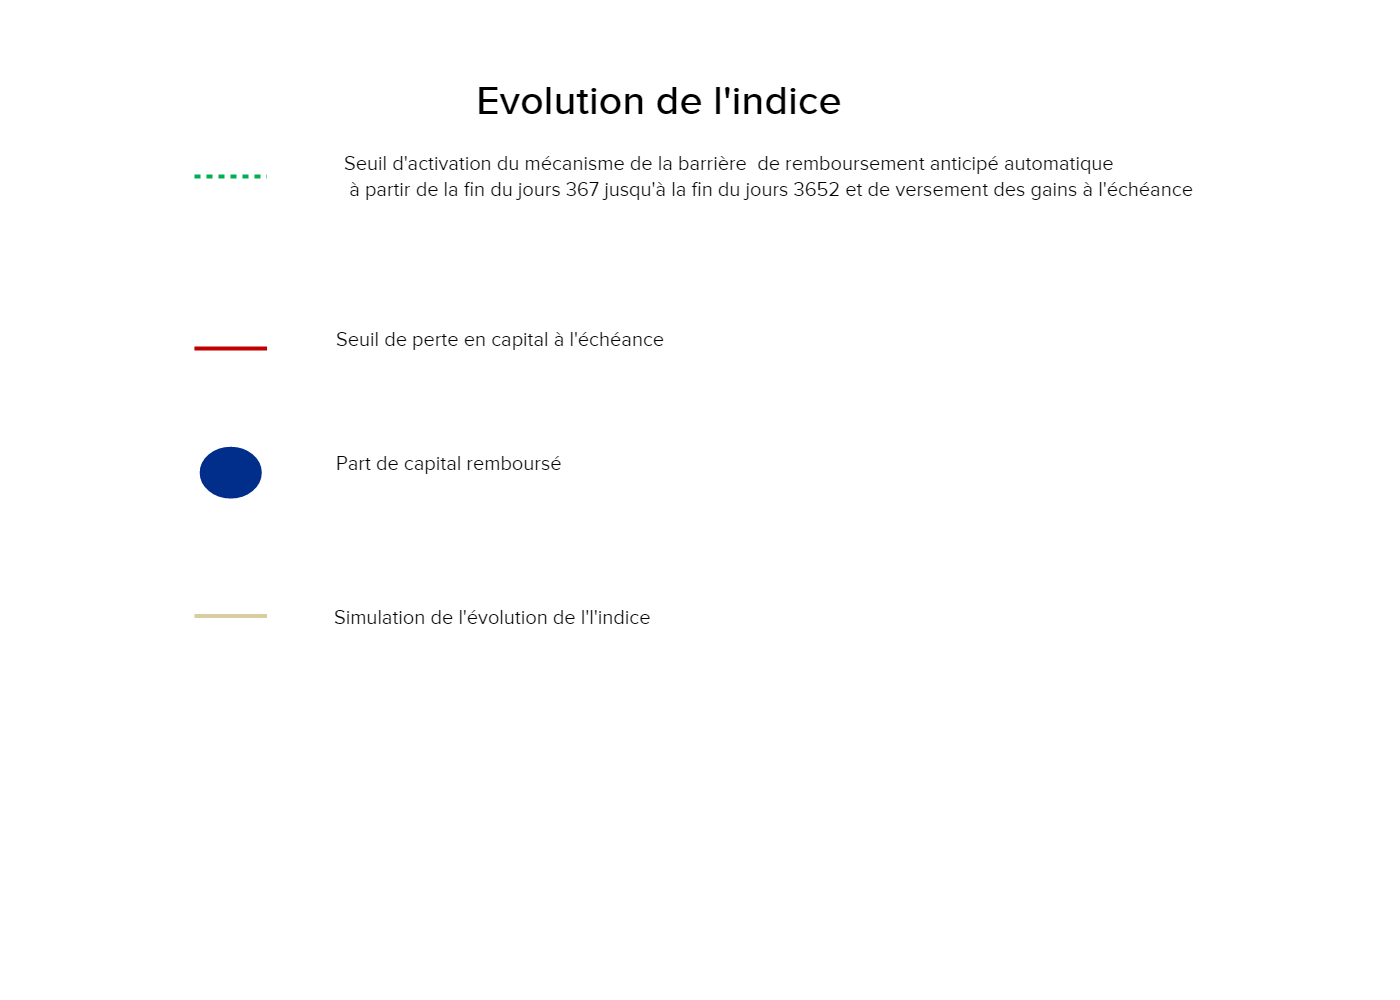 Evolution de l'indice
Seuil d'activation du mécanisme de la barrière  de remboursement anticipé automatique
à partir de la fin du jours 367 jusqu'à la fin du jours 3652 et de versement des gains à l'échéance
Seuil de perte en capital à l'échéance
Part de capital remboursé
Simulation de l'évolution de l'l'indice